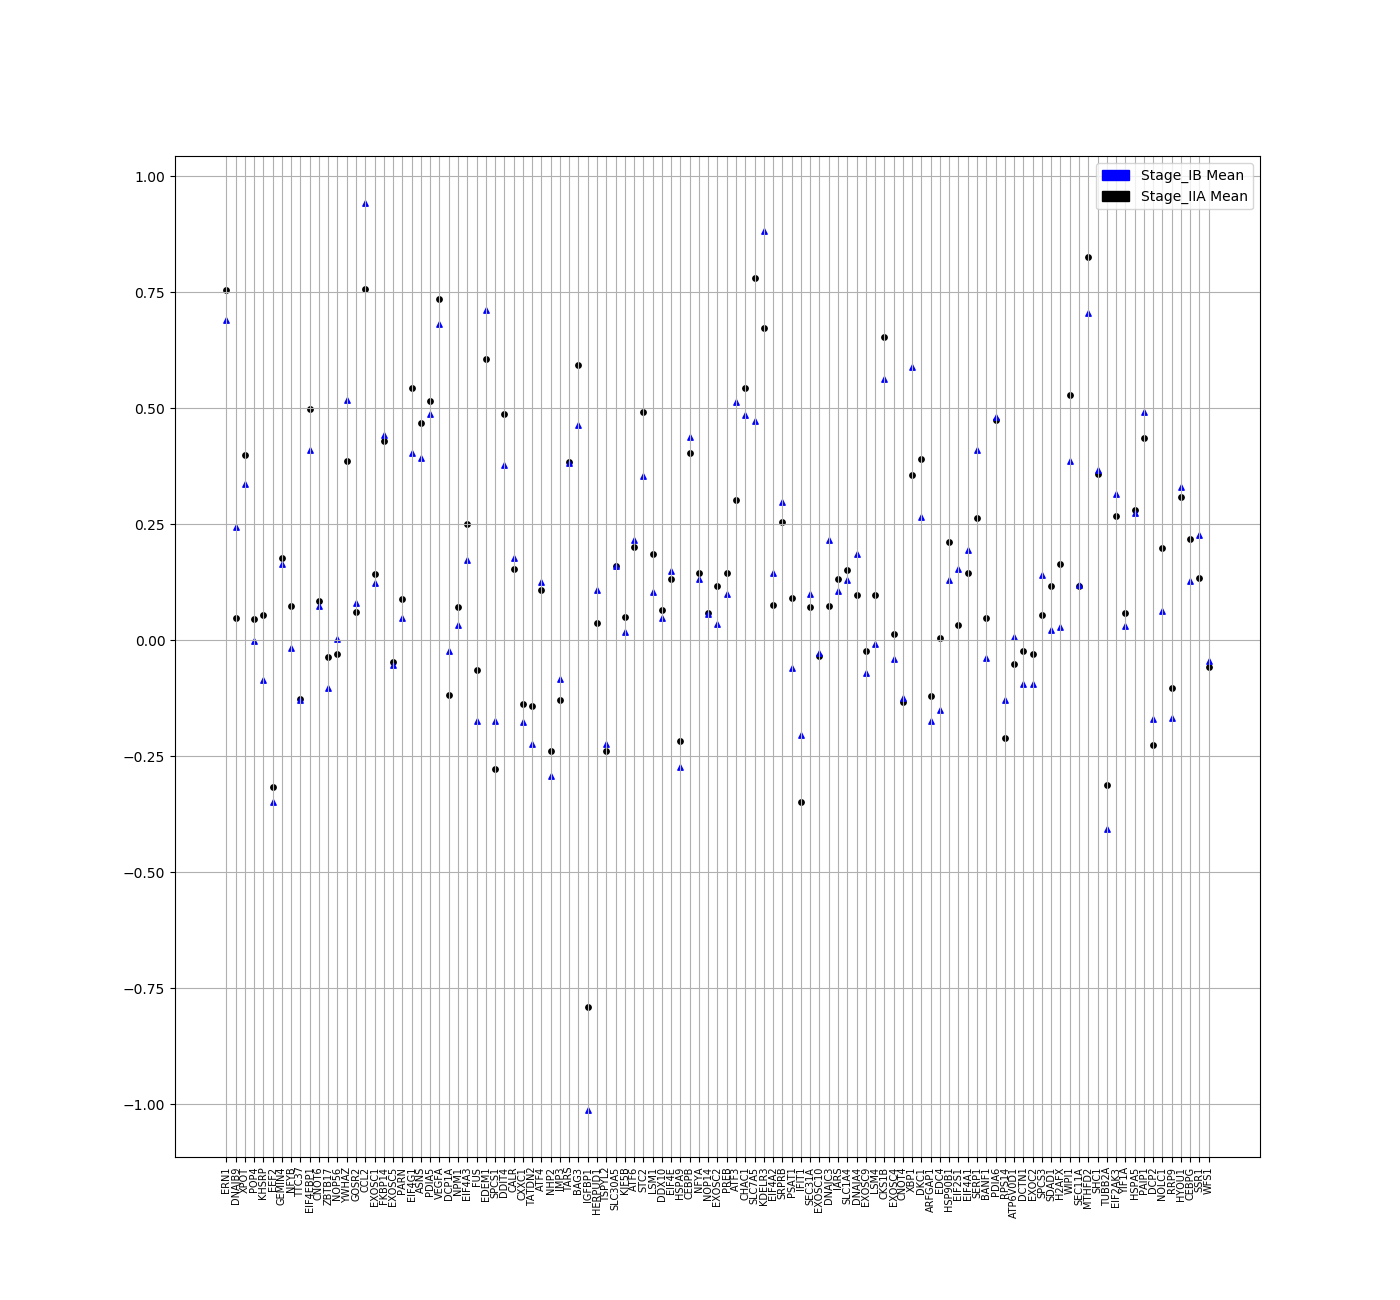 Stage_IB Mean
Stage_IIA Mean
1.00
0.75
0.50
0.25
0.00
−0.25
−0.50
−0.75
−1.00
ERN1
DNAJB9
XPOT
POP4
KHSRP
EEF2
GEMIN4
NFYB
TTC37
EIF4EBP1
CNOT6
ZBTB17
NOP56
YWHAZ
GOSR2
CCL2
EXOSC1
FKBP14
EXOSC5
PARN
EIF4G1
ASNS
PDIA5
VEGFA
DCP1A
NPM1
EIF4A3
FUS
EDEM1
TPCS1
DDIT4
CALR
CXXC1
TATDN2
ATF4
NHP2
IMP3
TARS
BAG3
IGFBP1
HERPUD1
TSPYL2
SLC30A5
KIF5B
ATF6
STC2
LSM1
DDX10
EIF4E
HSPA9
CEBPB
NFYA
NOP14
EXOSC2
PREB
ATF3
CHAC1
SLC7A5
KDELR3
EIF4A2
SRPRB
PSAT1
IFIT1
SEC31A
EXOSC10
DNAJC3
IARS
SLC1A4
DNAJA4
EXOSC9
LSM4
CKS1B
EXOSC4
CNOT4
XBP1
DKC1
ARFGAP1
EDC4
HSP90B1
EIF2S1
EIF4A1
SERP1
BANF1
PDIA6
RPS14
ATP6V0D1
DCTN1
EXOC2
SPCS3
SDAD1
H2AFX
WIPI1
SEC11A
MTHFD2
SHC1
TUBB2A
EIF2AK3
YIF1A
HSPA5
PAIP1
DCP2
NOLC1
RRP9
HYOU1
CEBPG
SSR1
WFS1